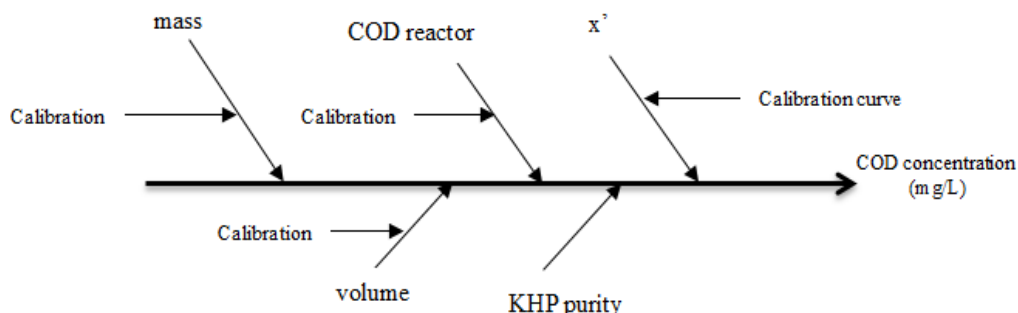 mass
COD reactor
x’
Calibration
Calibration
Calibration curve
COD concentration
(mg/L)
Calibration
volume
KHP purity